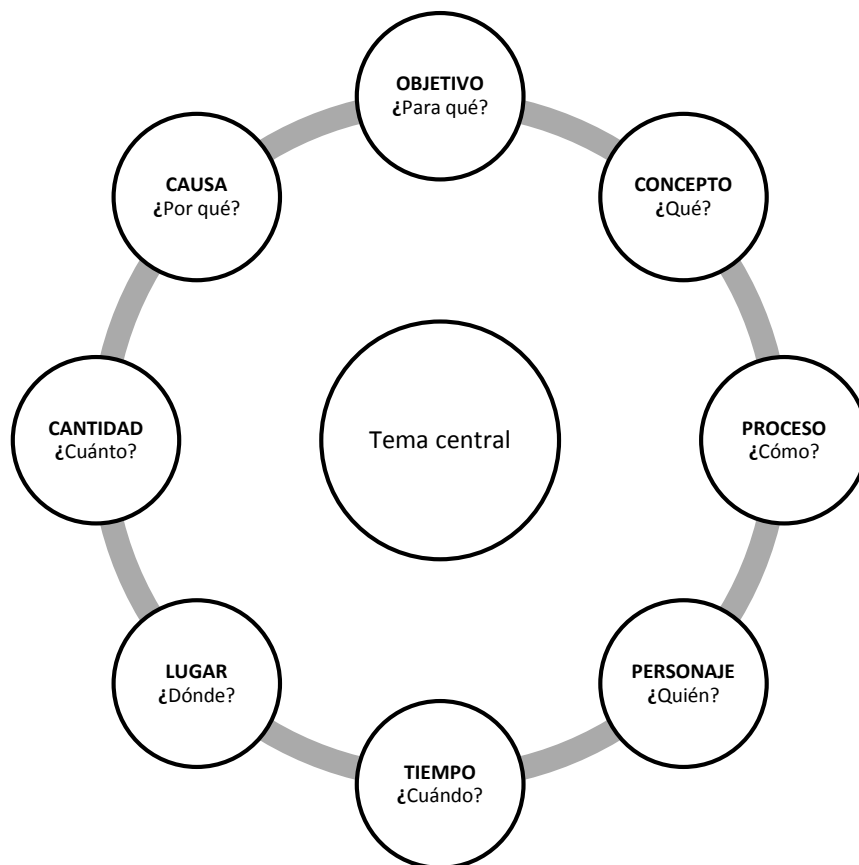 OBJETIVO
¿Para qué?
CONCEPTO
¿Qué?
PROCESO
¿Cómo?
PERSONAJE
¿Quién?
TIEMPO
¿Cuándo?
LUGAR
¿Dónde?
CANTIDAD
¿Cuánto?
CAUSA
¿Por qué?
Tema central